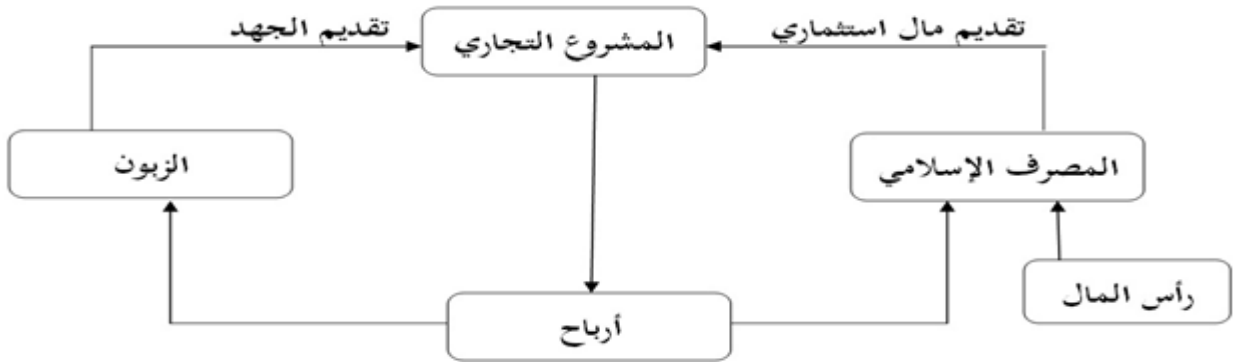 تقديم مال استثماري
المشروع التجاري
تقديم الجهد
المصرف الإسلامي
الزبون
رأس المال
أرباح